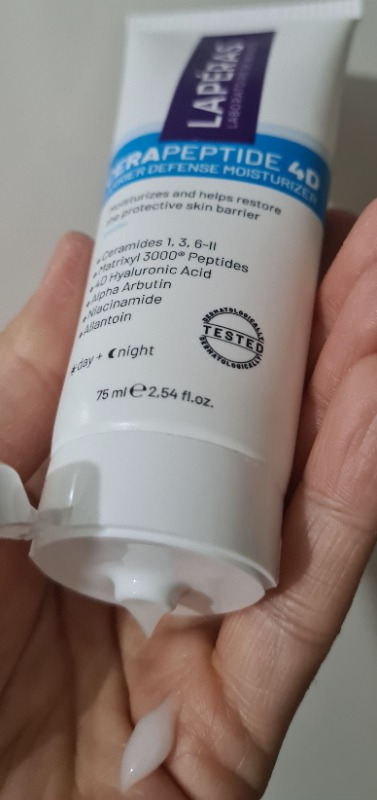 LAPÉRAS
CERAPEPTIDE 4D
BARRIER DEFENSE MOISTURIZER
Moisturizes and helps restore
the protective skin barrier
Ceramides 1, 3, 6-II
Matrixyl 3000® Peptides
4D Hyaluronic Acid
Alpha Arbutin
Niacinamide
Allantoin
day + night
DERMATOLOGICALLY
TESTED
DERMATOLOGICALLY
75 ml ℮ 2,54 fl.oz.